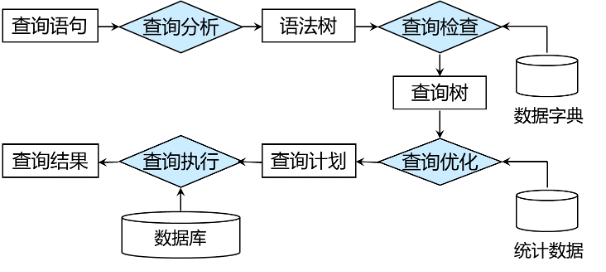 查询语句
查询分析
语法树
查询检查
数据字典
查询树
查询结果
查询执行
查询计划
查询优化
数据库
统计数据